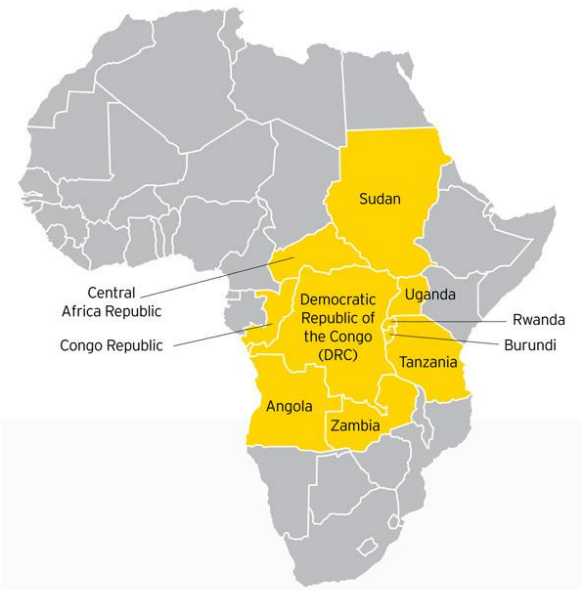 Sudan
Central
Africa Republic
Democratic
Republic of
the Congo
(DRC)
Uganda
Rwanda
Congo Republic
Burundi
Tanzania
Angola
Zambia